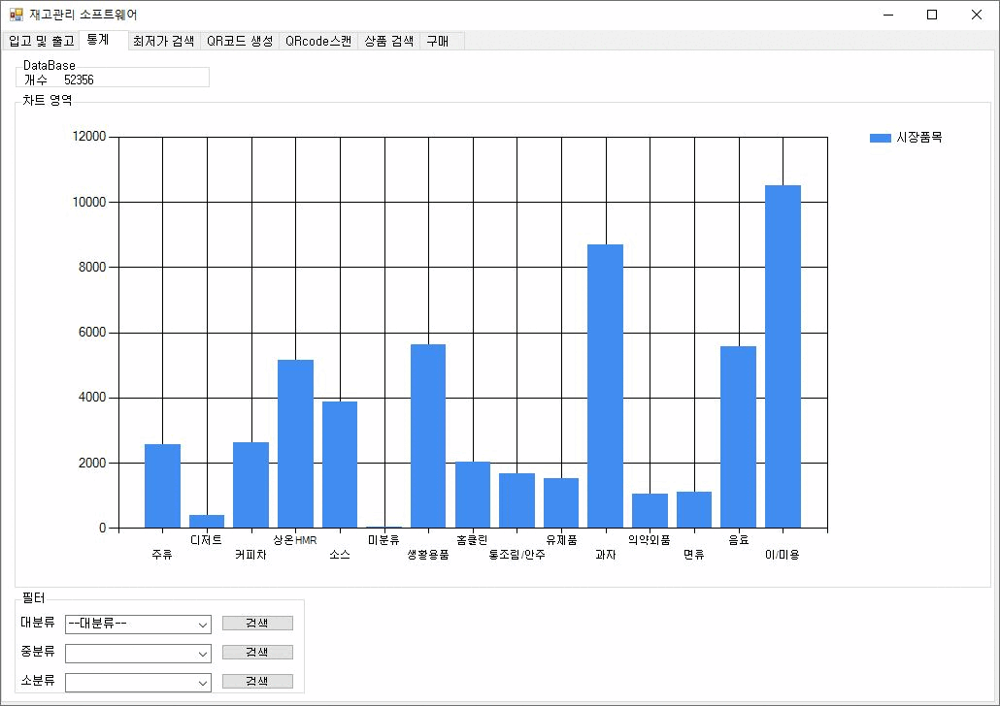 재고관리 소프트웨어
입고 및 출고 통계 최저가 검색 QR코드 생성 QRcode스캔 상품 검색 구매
DataBase
개수 52356
차트 영역
시장품목
12000
10000
8000
6000
4000
2000
0
디저트 상온HMR 미분류 홈클린 유제품 의약외품 음료
주류 커피차 소스 생활용품 통조림/안주 과자 면류 이/미용
필터
대분류 --대분류-- 검색
중분류 검색
소분류 검색